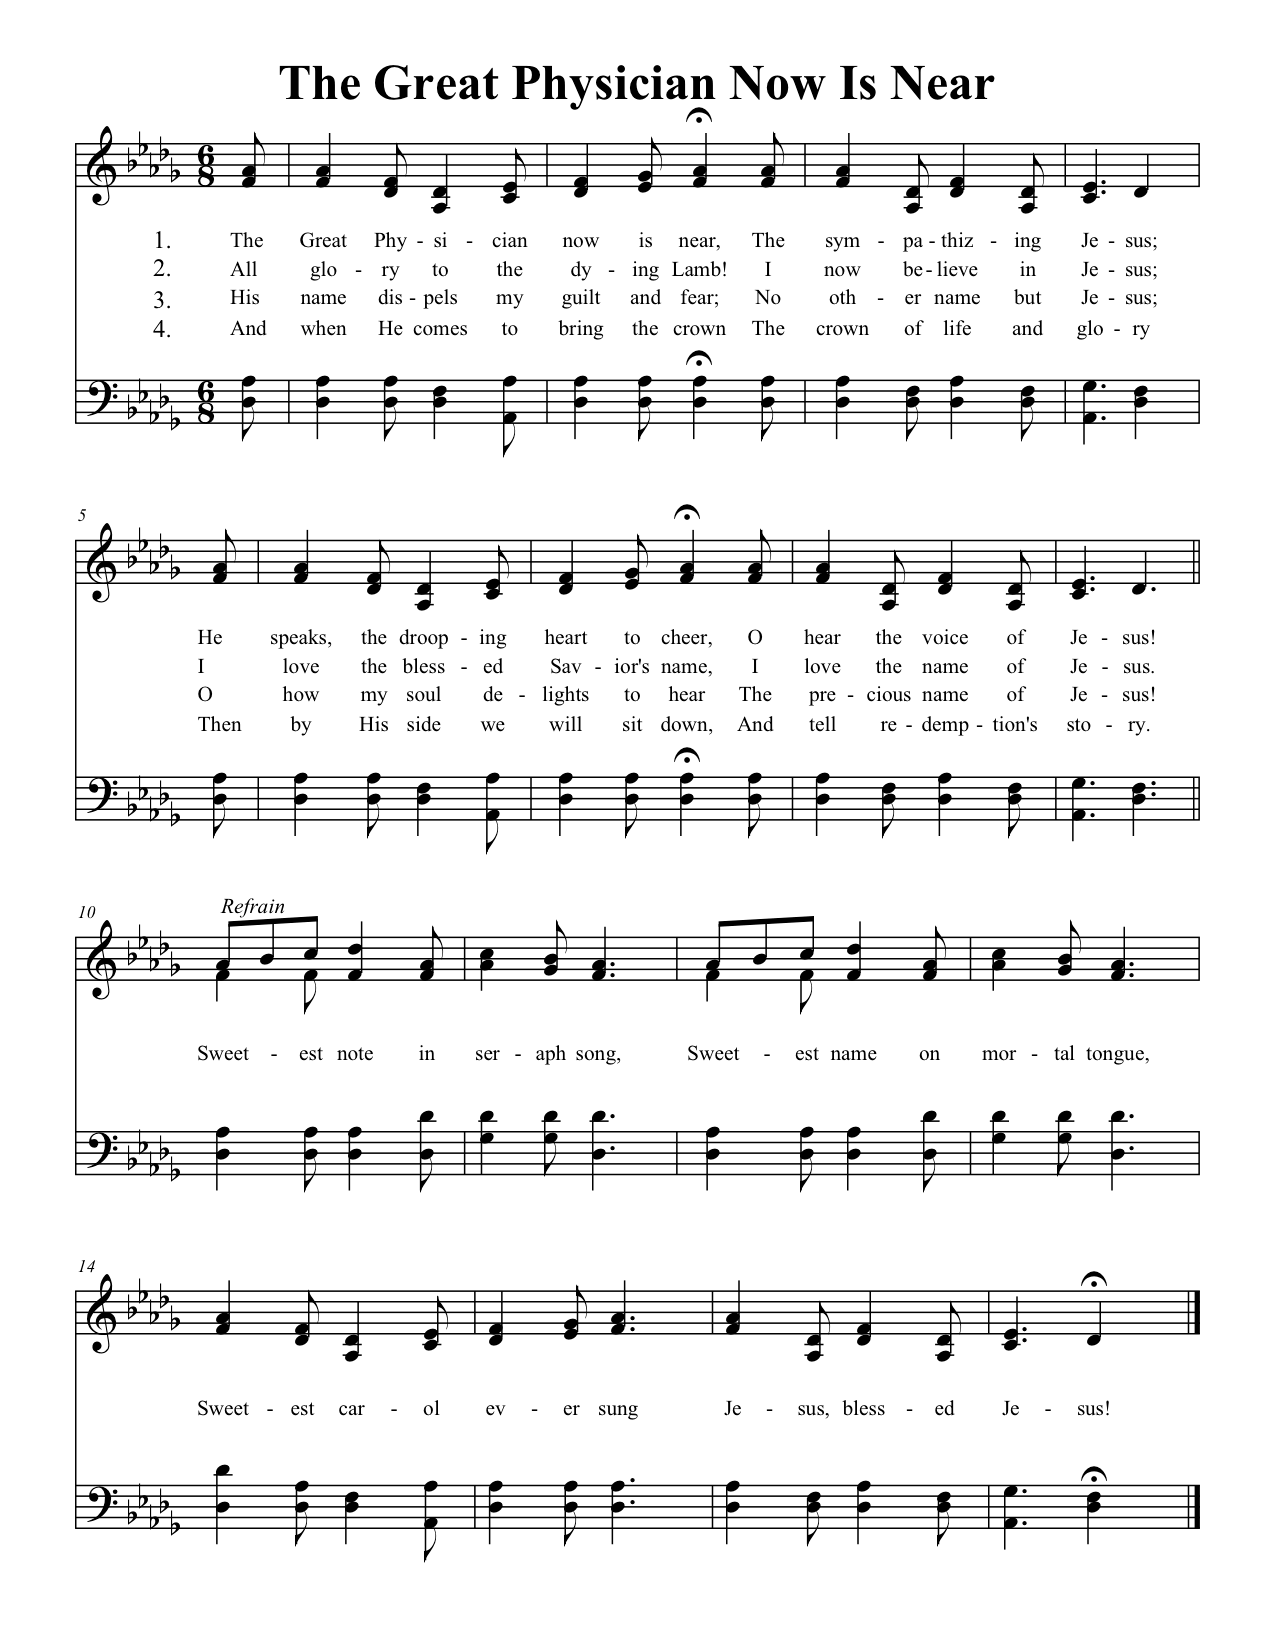 The Great Physician Now Is Near
6 8
1. The Great Phy - si - cian now is near, The sym - pa - thiz - ing Je - sus;
2. All glo - ry to the dy - ing Lamb! I now be - lieve in Je - sus;
3. His name dis - pels my guilt and fear; No oth - er name but Je - sus;
4. And when He comes to bring the crown The crown of life and glo - ry
6 8
5
He speaks, the droop - ing heart to cheer, O hear the voice of Je - sus!
I love the bless - ed Sav - ior's name, I love the name of Je - sus.
O how my soul de - lights to hear The pre - cious name of Je - sus!
Then by His side we will sit down, And tell re - demp - tion's sto - ry.
10
Refrain
Sweet - est note in ser - aph song, Sweet - est name on mor - tal tongue,
14
Sweet - est car - ol ev - er sung Je - sus, bless - ed Je - sus!